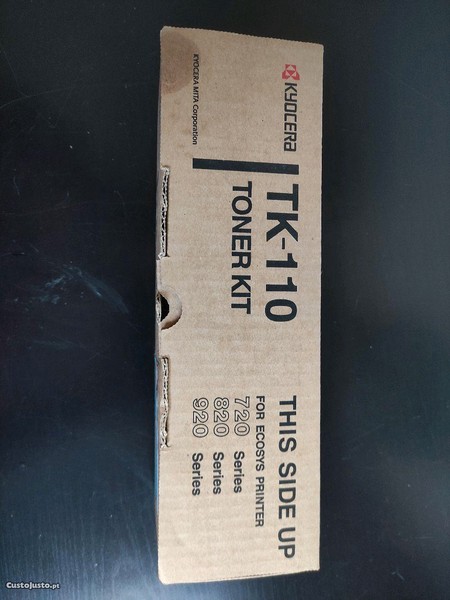 KYOCERA
KYOCERA MITA Corporation
TK-110
TONER KIT
THIS SIDE UP
FOR ECOSYS PRINTER
720 Series
820 Series
920 Series
CustoJusto.pt